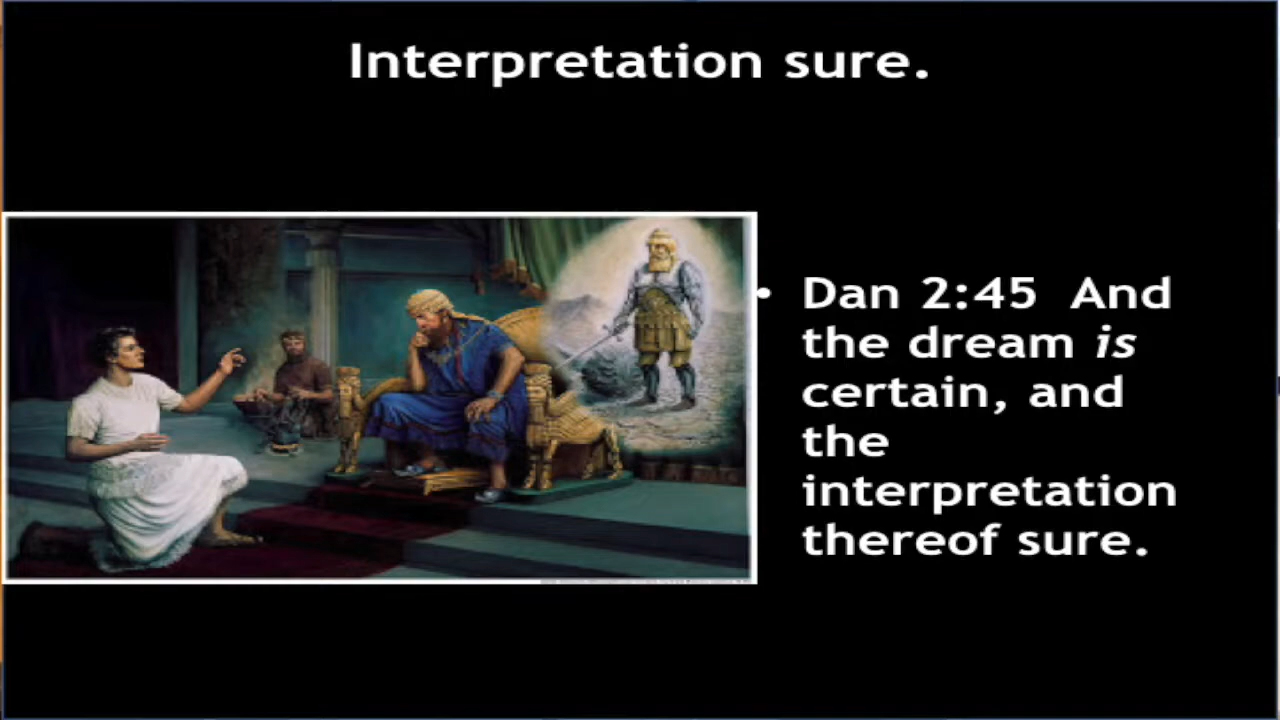 Interpretation sure.
• Dan 2:45 And
the dream is
certain, and
the
interpretation
thereof sure.